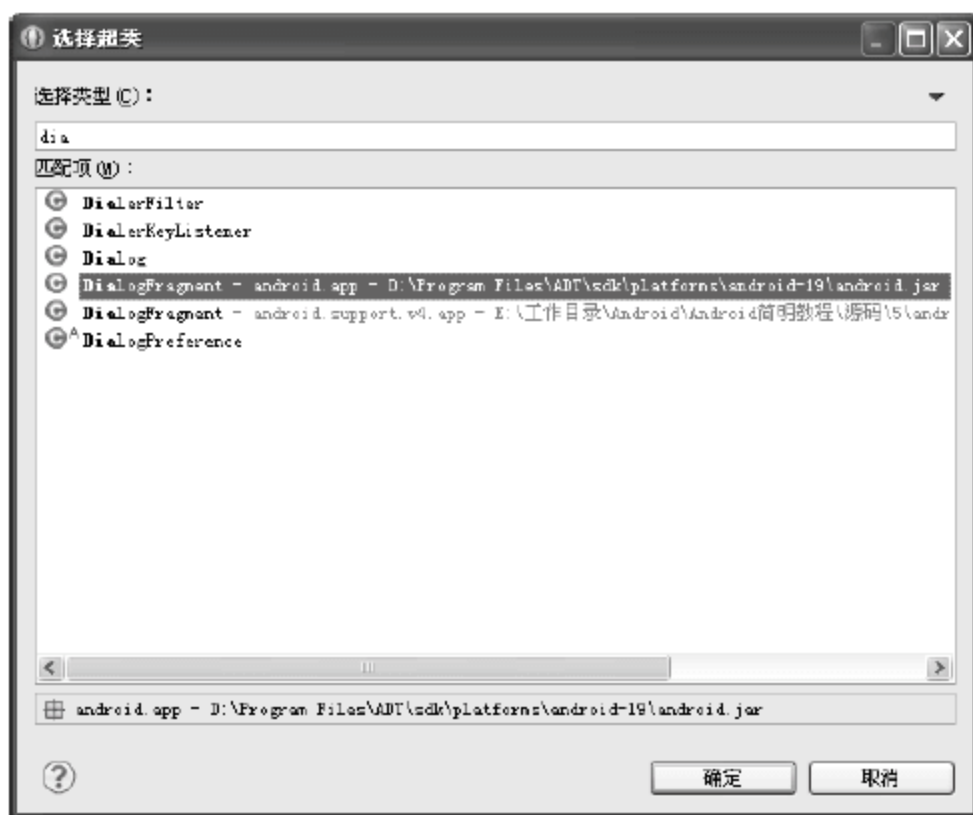 选择超类
选择类型(C)：
dia
匹配项(M)：
DialerFilter
DialerKeyListener
Dialog
DialogFragment - android.app - D:\Program Files\ADT\sdk\platforms\android-19\android.jar
DialogFragment - android.support.v4.app - E:\工作目录\Android\Android简明教程\源码\5\andr
A DialogPreference
android.app - D:\Program Files\ADT\sdk\platforms\android-19\android.jar
确定 取消